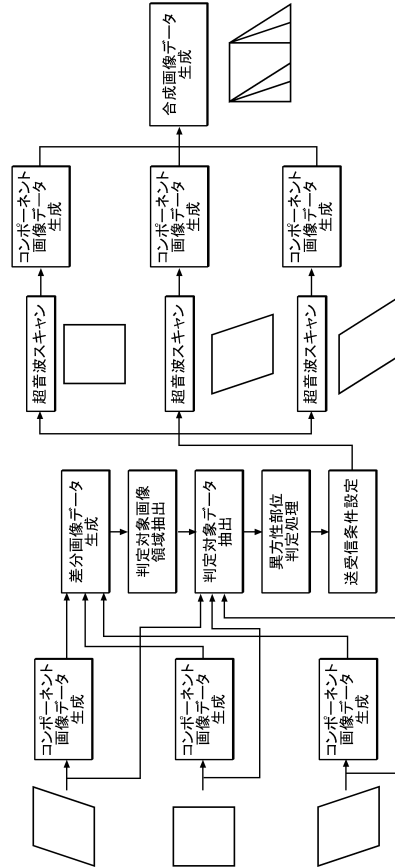 コンポーネント
画像データ
生成
コンポーネント
画像データ
生成
コンポーネント
画像データ
生成
差分画像データ
生成
判定対象画像
領域抽出
判定対象データ
抽出
異方性部位
判定処理
送受信条件設定
超音波スキャン
超音波スキャン
超音波スキャン
コンポーネント
画像データ
生成
コンポーネント
画像データ
生成
コンポーネント
画像データ
生成
合成画像データ
生成